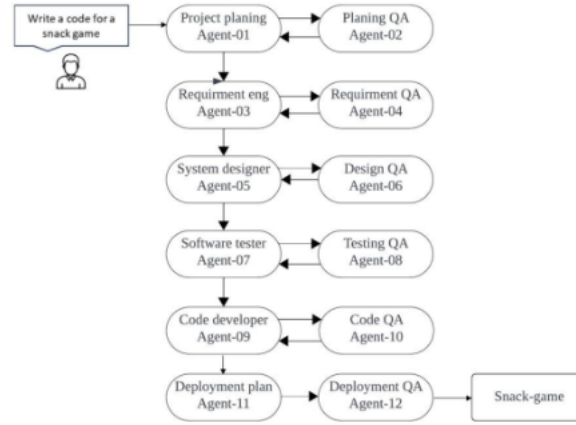 Write a code for a
snack game
Project planing
Agent-01
Planing QA
Agent-02
Requirment eng
Agent-03
Requirment QA
Agent-04
System designer
Agent-05
Design QA
Agent-06
Software tester
Agent-07
Testing QA
Agent-08
Code developer
Agent-09
Code QA
Agent-10
Deployment plan
Agent-11
Deployment QA
Agent-12
Snack-game